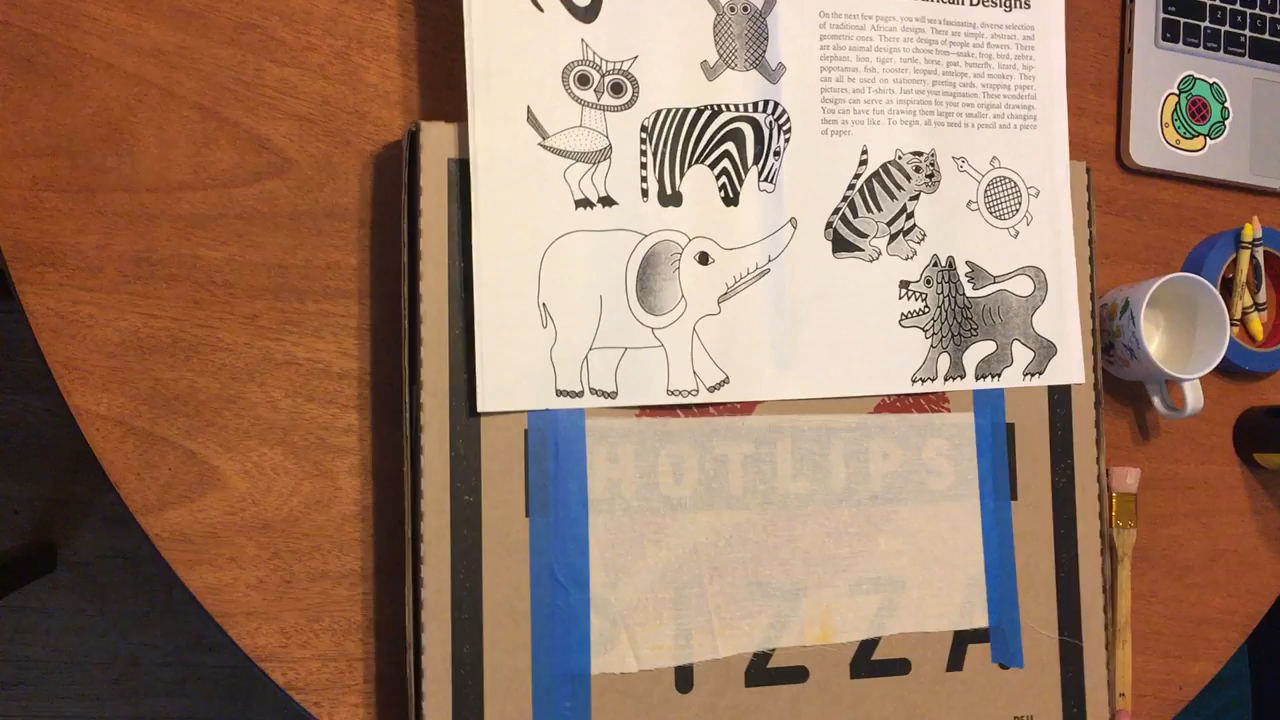 African Designs
On the next few pages, you will see a fascinating, diverse selection
of traditional African designs. There are simple, abstract, and
geometric ones. There are designs of people and flowers. There
are also animal designs to choose from—snake, frog, bird, zebra,
elephant, lion, tiger, turtle, horse, goat, butterfly, lizard, hip-
popotamus, fish, rooster, leopard, antelope, and monkey. They
can all be used on stationery, greeting cards, wrapping paper,
pictures, and T-shirts. Just use your imagination. These wonderful
designs can serve as inspiration for your own original drawings.
You can have fun drawing them larger or smaller, and changing
them as you like. To begin, all you need is a pencil and a piece
of paper.
HOTLIPS
PIZZA